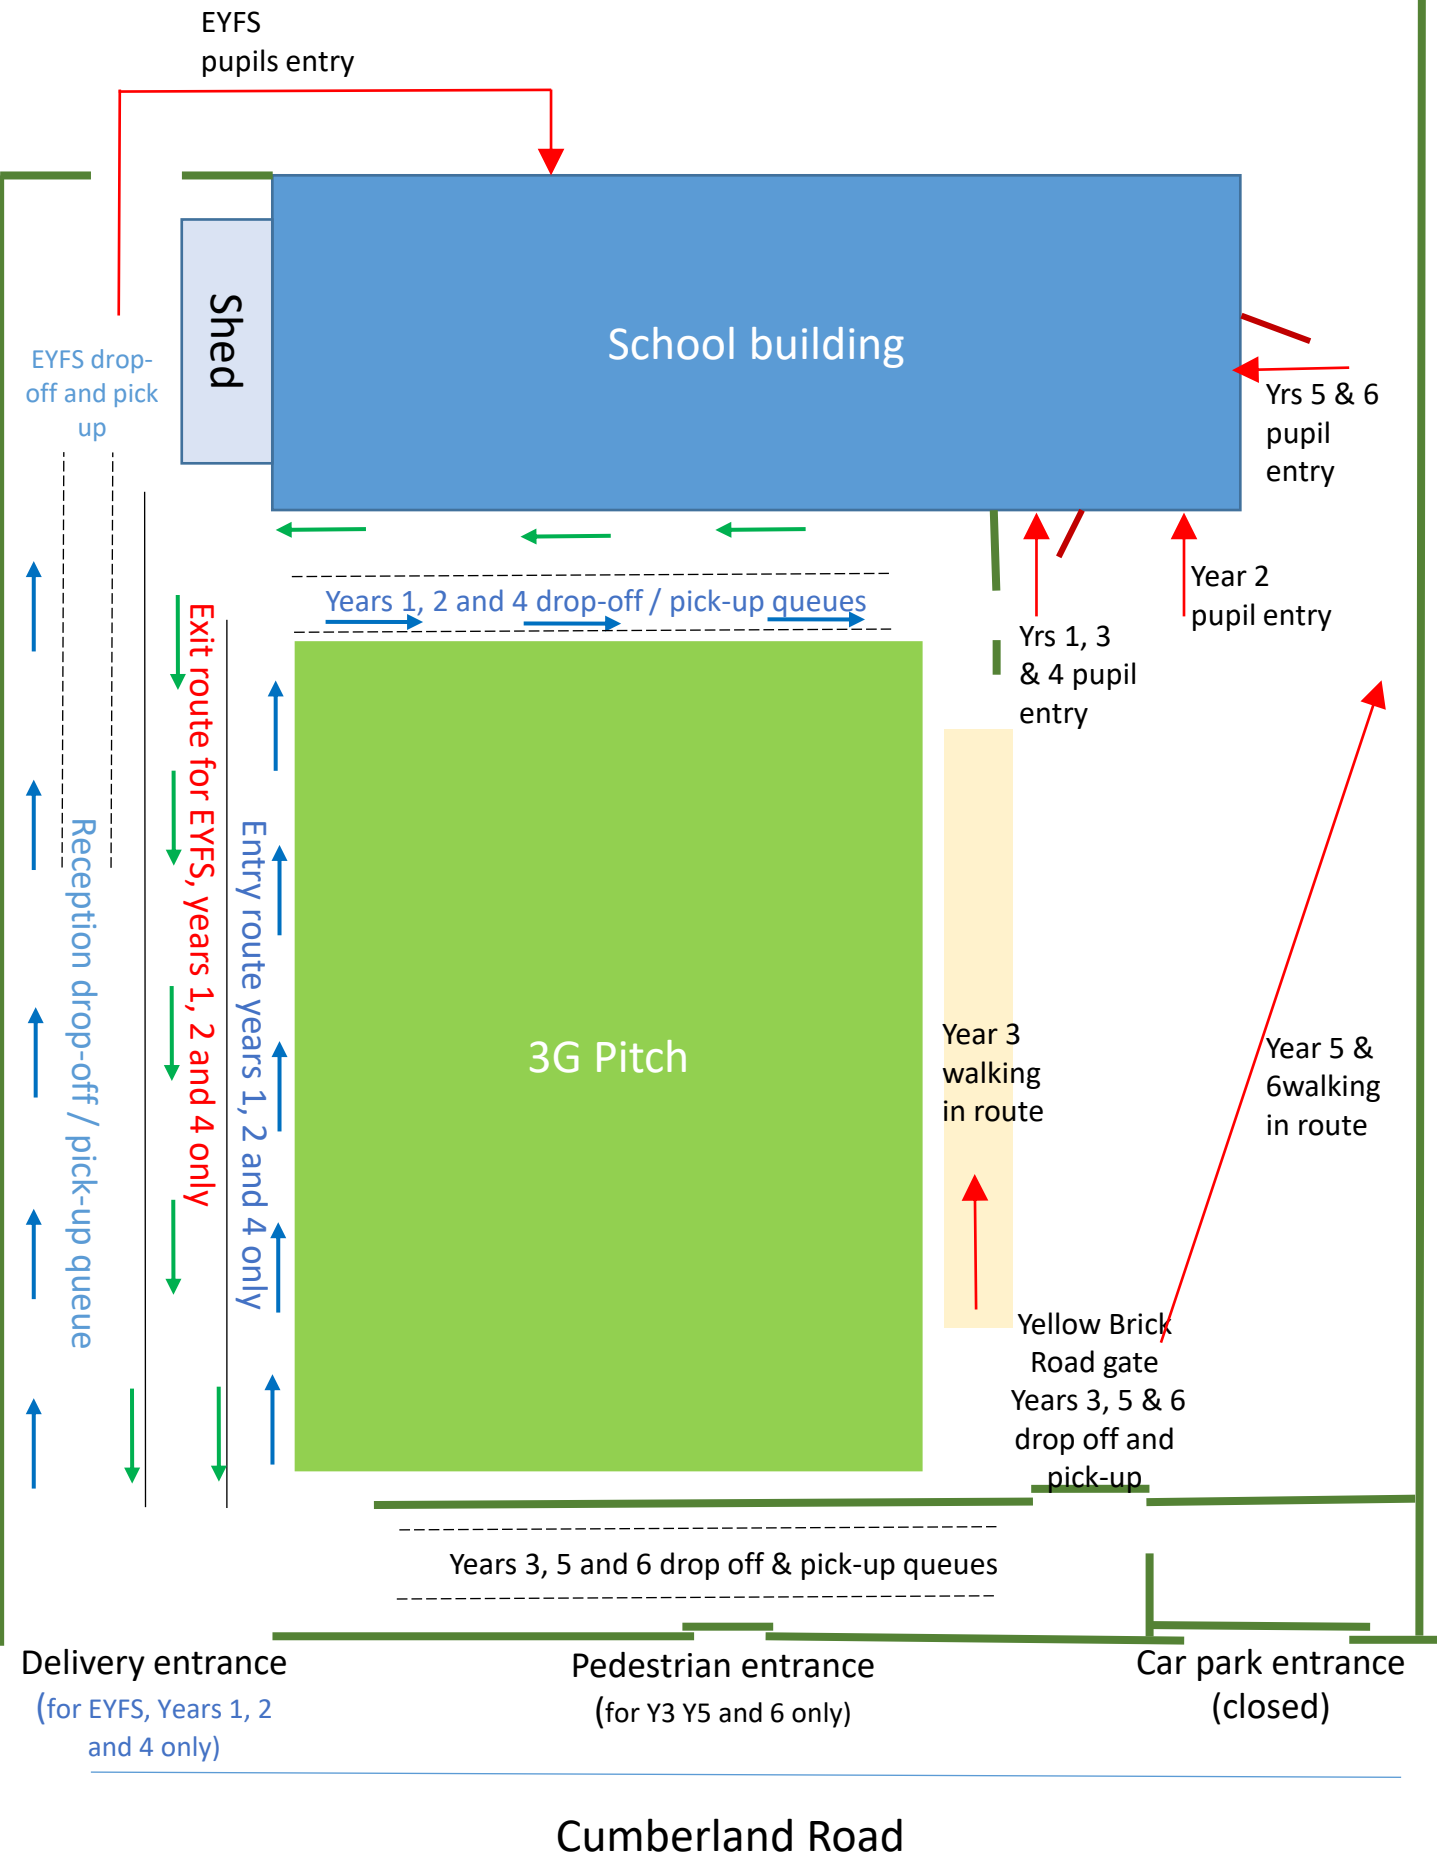 EYFS
pupils entry
Shed
School building
EYFS drop-
off and pick
up
Yrs 5 & 6
pupil
entry
Year 2
pupil entry
Years 1, 2 and 4 drop-off / pick-up queues
Yrs 1, 3
& 4 pupil
entry
Reception drop-off / pick-up queue
Exit route for EYFS, years 1, 2 and 4 only
Entry route years 1, 2 and 4 only
3G Pitch
Year 3
walking
in route
Year 5 &
6walking
in route
Yellow Brick
Road gate
Years 3, 5 & 6
drop off and
pick-up
Years 3, 5 and 6 drop off & pick-up queues
Delivery entrance
(for EYFS, Years 1, 2
and 4 only)
Pedestrian entrance
(for Y3 Y5 and 6 only)
Car park entrance
(closed)
Cumberland Road